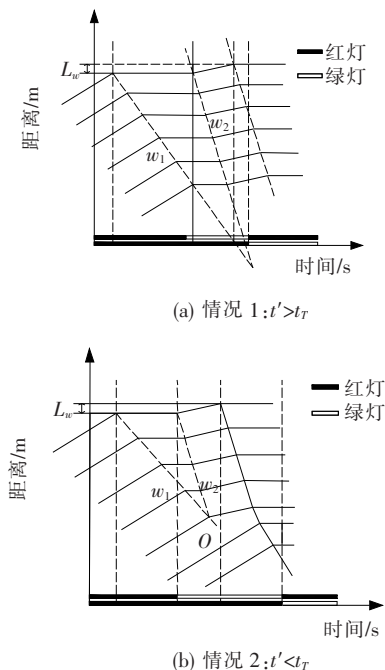 红灯
绿灯
L_w
距离/m
w_1
w_2
时间/s
(a) 情况 1:t′>t_T
红灯
绿灯
L_w
距离/m
w_1
w_2
O
时间/s
(b) 情况 2:t′<t_T